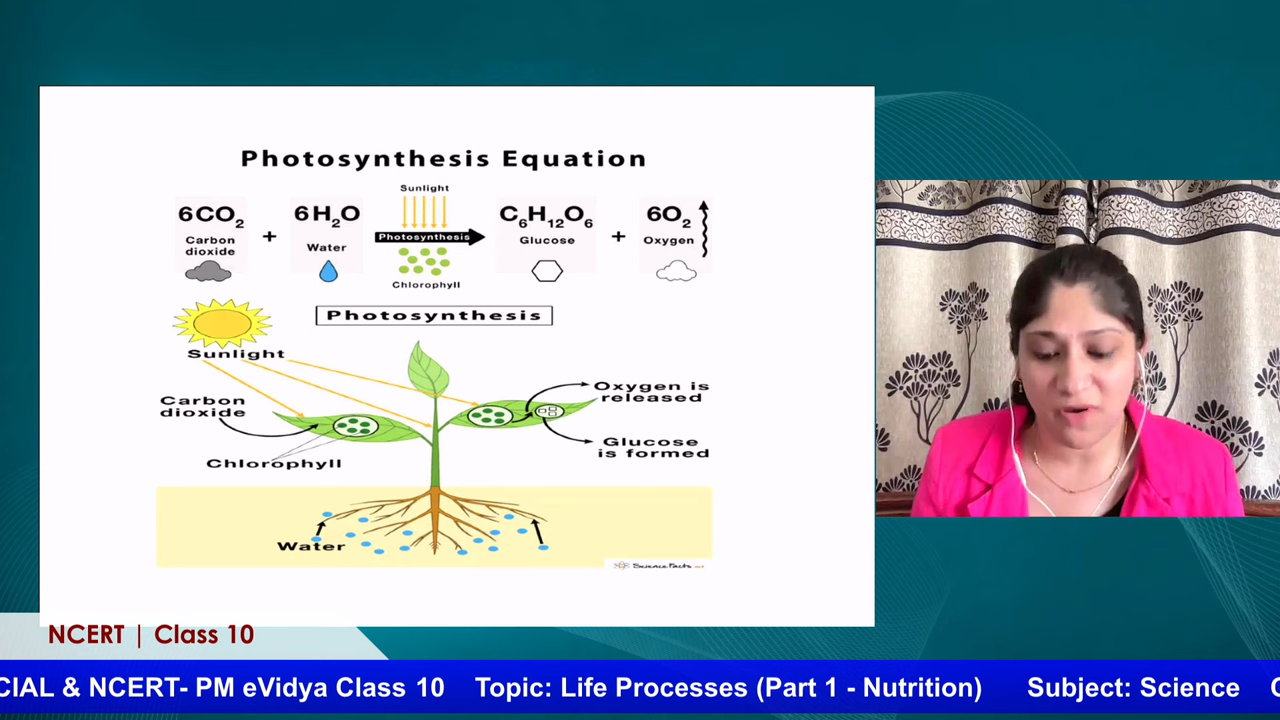 Photosynthesis Equation
Sunlight
6CO₂ + 6H₂O Photosynthesis C₆H₁₂O₆ + 6O₂
Carbon dioxide
Water
Glucose
Oxygen
Chlorophyll
Photosynthesis
Sunlight
Carbon
dioxide
Chlorophyll
Oxygen is
released
Glucose
is formed
Water
ScienceFacts.net
NCERT | Class 10
CIAL & NCERT- PM eVidya Class 10 Topic: Life Processes (Part 1 - Nutrition) Subject: Science